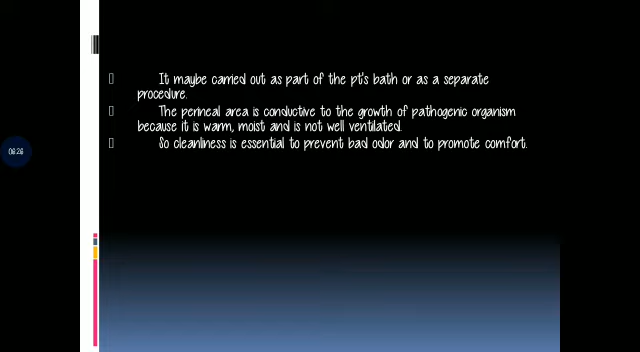 It maybe carried out as part of the pt's bath or as a separate
procedure.
The perineal area is conductive to the growth of pathogenic organism
because it is warm, moist and is not well ventilated.
So cleanliness is essential to prevent bad odor and to promote comfort.
06:26